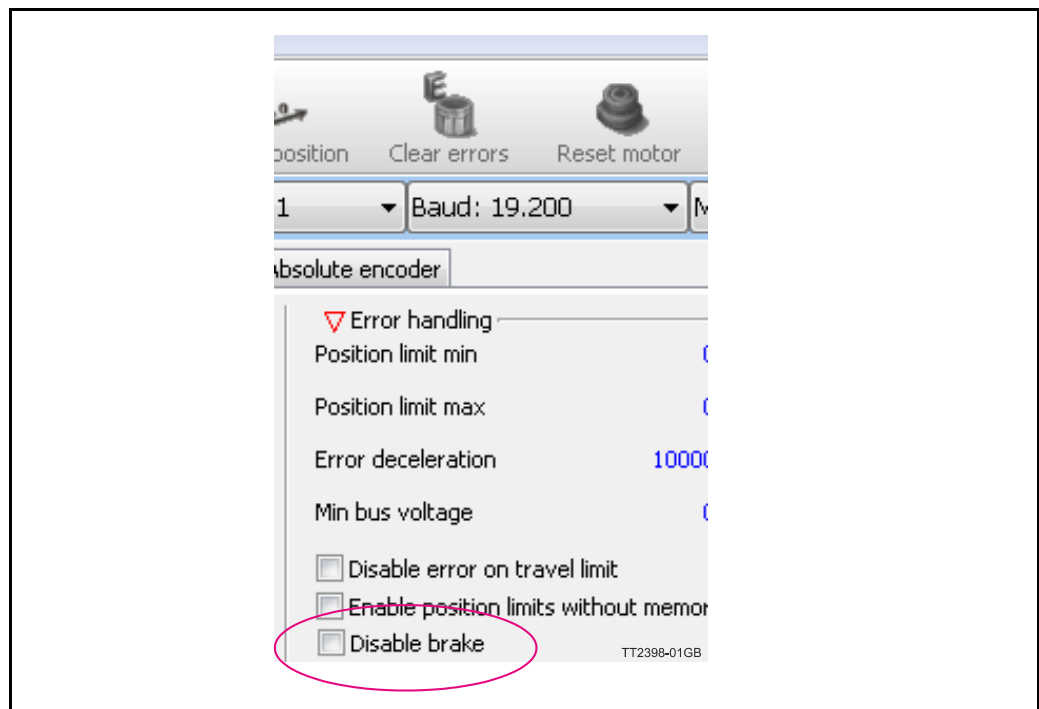 E
position Clear errors Reset motor
1 Baud: 19.200
Absolute encoder
Error handling
Position limit min
Position limit max
Error deceleration 10000
Min bus voltage
Disable error on travel limit
Enable position limits without memor
Disable brake
TT2398-01GB